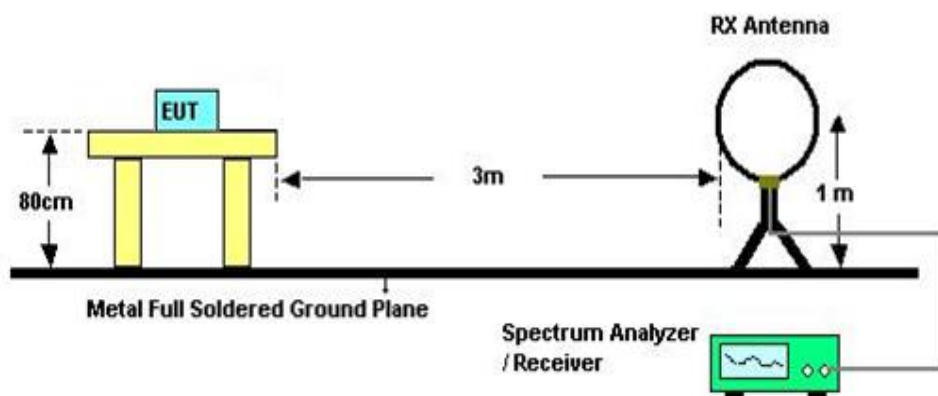 RX Antenna
EUT
3m
80cm
1 m
Metal Full Soldered Ground Plane
Spectrum Analyzer
/ Receiver